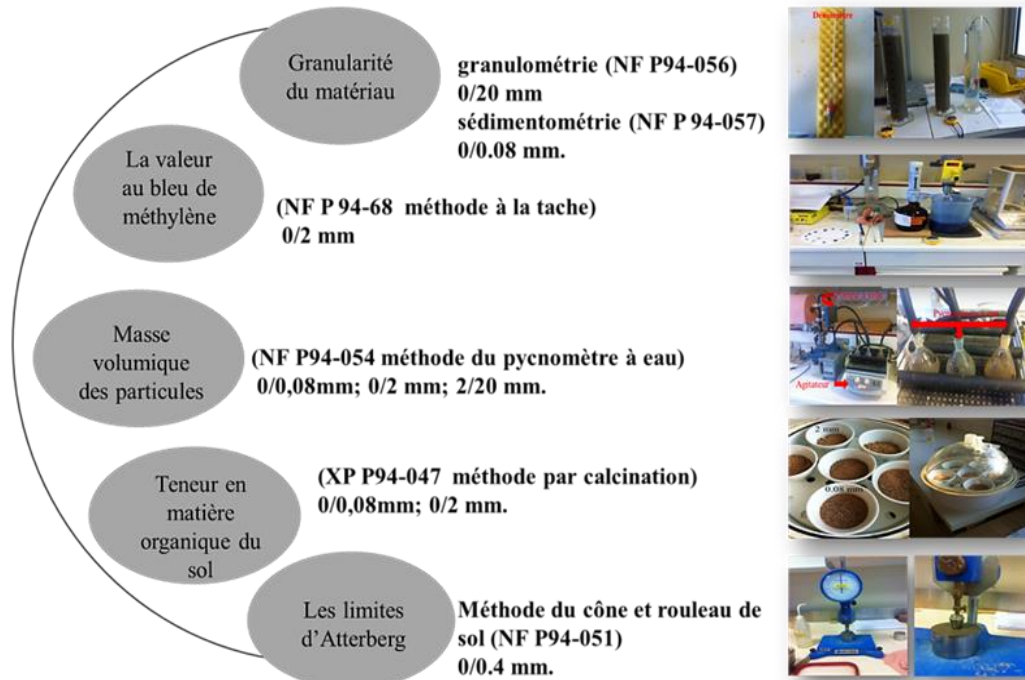 Granularité
du matériau
granulométrie (NF P94-056)
0/20 mm
sédimentométrie (NF P 94-057)
0/0.08 mm.
Densimètre
La valeur
au bleu de
méthylène
(NF P 94-68 méthode à la tache)
0/2 mm
Masse
volumique
des particules
(NF P94-054 méthode du pycnomètre à eau)
0/0,08mm; 0/2 mm; 2/20 mm.
Agitateur
Teneur en
matière
organique du
sol
(XP P94-047 méthode par calcination)
0/0,08mm; 0/2 mm.
2 mm
0.08 mm
Les limites
d'Atterberg
Méthode du cône et rouleau de
sol (NF P94-051)
0/0.4 mm.